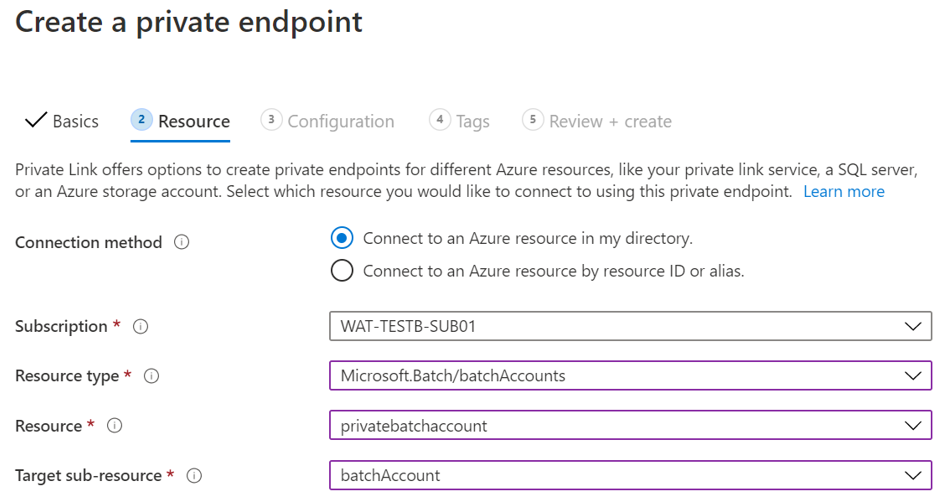 Create a private endpoint
Basics 2 Resource 3 Configuration 4 Tags 5 Review + create
Private Link offers options to create private endpoints for different Azure resources, like your private link service, a SQL server,
or an Azure storage account. Select which resource you would like to connect to using this private endpoint. Learn more
Connection method i Connect to an Azure resource in my directory.
Connect to an Azure resource by resource ID or alias.
Subscription * i WAT-TESTB-SUB01
Resource type * i Microsoft.Batch/batchAccounts
Resource * i privatebatchaccount
Target sub-resource * i batchAccount